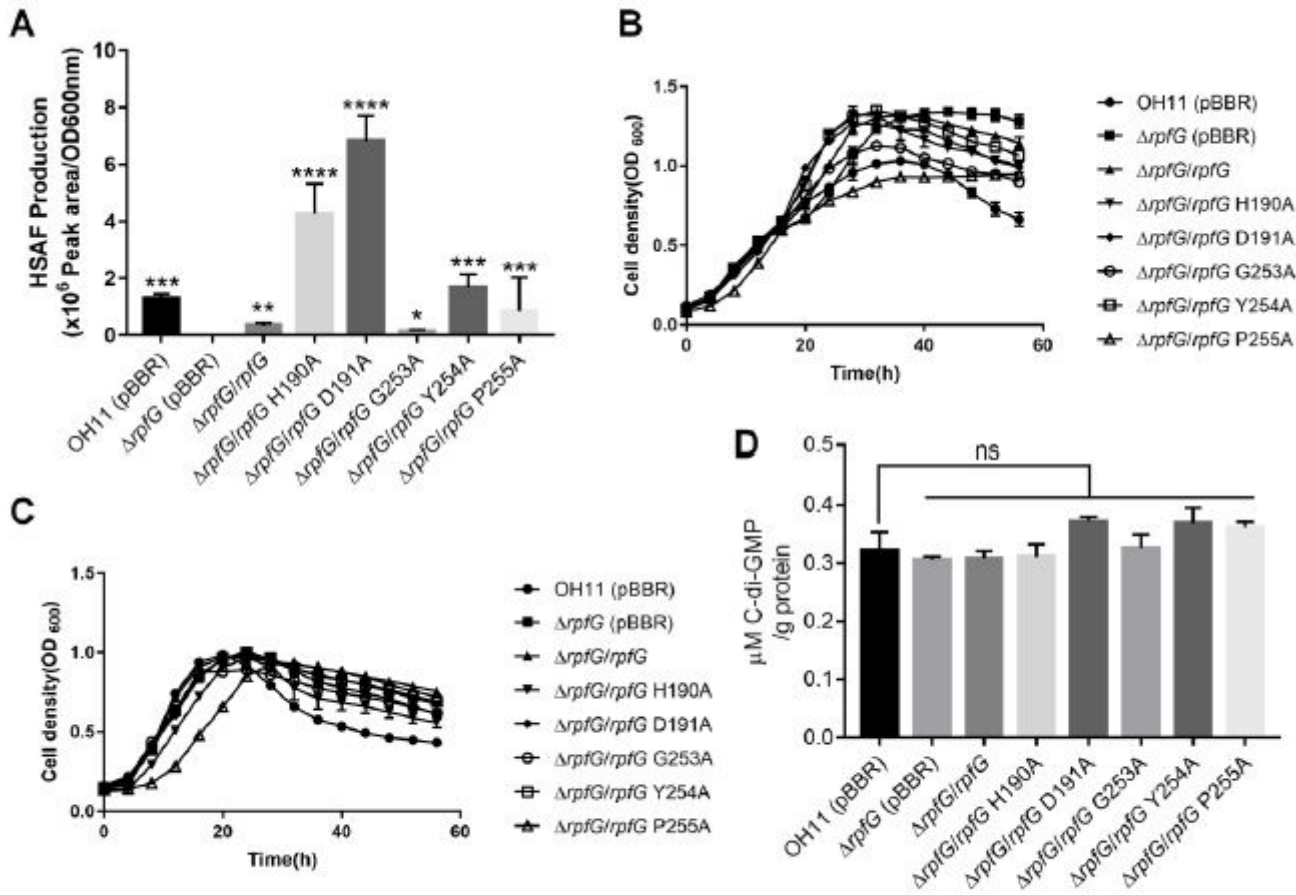 A
HSAF Production
(x10⁶ Peak area/OD600nm)
10
8
6
4
2
0
***
**
****
****
*
***
***
OH11 (pBBR)
ΔrpfG (pBBR)
ΔrpfG/rpfG
ΔrpfG/rpfG H190A
ΔrpfG/rpfG D191A
ΔrpfG/rpfG G253A
ΔrpfG/rpfG Y254A
ΔrpfG/rpfG P255A
B
Cell density(OD 600)
1.5
1.0
0.5
0.0
0
20
40
60
Time(h)
OH11 (pBBR)
ΔrpfG (pBBR)
ΔrpfG/rpfG
ΔrpfG/rpfG H190A
ΔrpfG/rpfG D191A
ΔrpfG/rpfG G253A
ΔrpfG/rpfG Y254A
ΔrpfG/rpfG P255A
C
Cell density(OD 600)
1.5
1.0
0.5
0.0
0
20
40
60
Time(h)
OH11 (pBBR)
ΔrpfG (pBBR)
ΔrpfG/rpfG
ΔrpfG/rpfG H190A
ΔrpfG/rpfG D191A
ΔrpfG/rpfG G253A
ΔrpfG/rpfG Y254A
ΔrpfG/rpfG P255A
D
μM C-di-GMP
/g protein
0.5
0.4
0.3
0.2
0.1
0.0
ns
OH11 (pBBR)
ΔrpfG (pBBR)
ΔrpfG/rpfG
ΔrpfG/rpfG H190A
ΔrpfG/rpfG D191A
ΔrpfG/rpfG G253A
ΔrpfG/rpfG Y254A
ΔrpfG/rpfG P255A